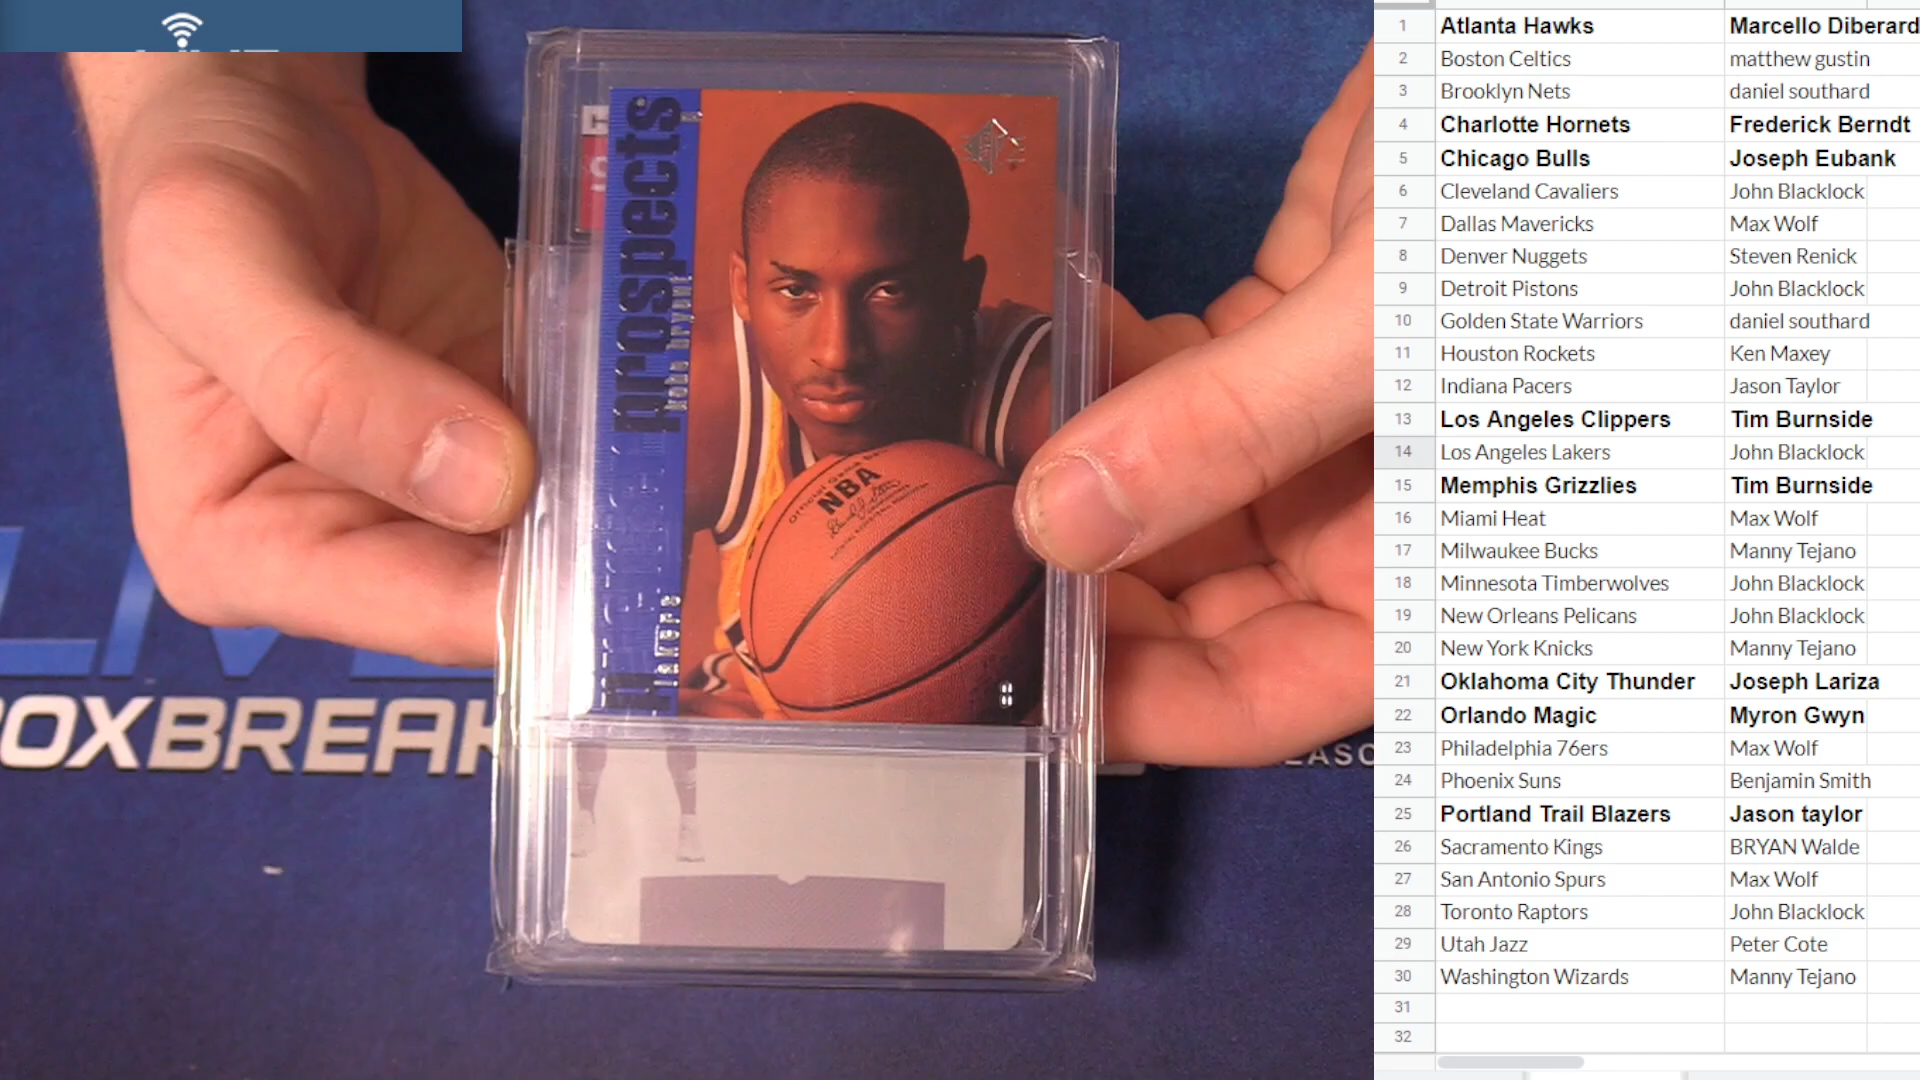 prospects
kobe bryant
lakers
Official Game Ball
NBA
OXBREAK
1 Atlanta Hawks Marcello Diberard
2 Boston Celtics matthew gustin
3 Brooklyn Nets daniel southard
4 Charlotte Hornets Frederick Berndt
5 Chicago Bulls Joseph Eubank
6 Cleveland Cavaliers John Blacklock
7 Dallas Mavericks Max Wolf
8 Denver Nuggets Steven Renick
9 Detroit Pistons John Blacklock
10 Golden State Warriors daniel southard
11 Houston Rockets Ken Maxey
12 Indiana Pacers Jason Taylor
13 Los Angeles Clippers Tim Burnside
14 Los Angeles Lakers John Blacklock
15 Memphis Grizzlies Tim Burnside
16 Miami Heat Max Wolf
17 Milwaukee Bucks Manny Tejano
18 Minnesota Timberwolves John Blacklock
19 New Orleans Pelicans John Blacklock
20 New York Knicks Manny Tejano
21 Oklahoma City Thunder Joseph Lariza
22 Orlando Magic Myron Gwyn
23 Philadelphia 76ers Max Wolf
24 Phoenix Suns Benjamin Smith
25 Portland Trail Blazers Jason taylor
26 Sacramento Kings BRYAN Walde
27 San Antonio Spurs Max Wolf
28 Toronto Raptors John Blacklock
29 Utah Jazz Peter Cote
30 Washington Wizards Manny Tejano
31
32